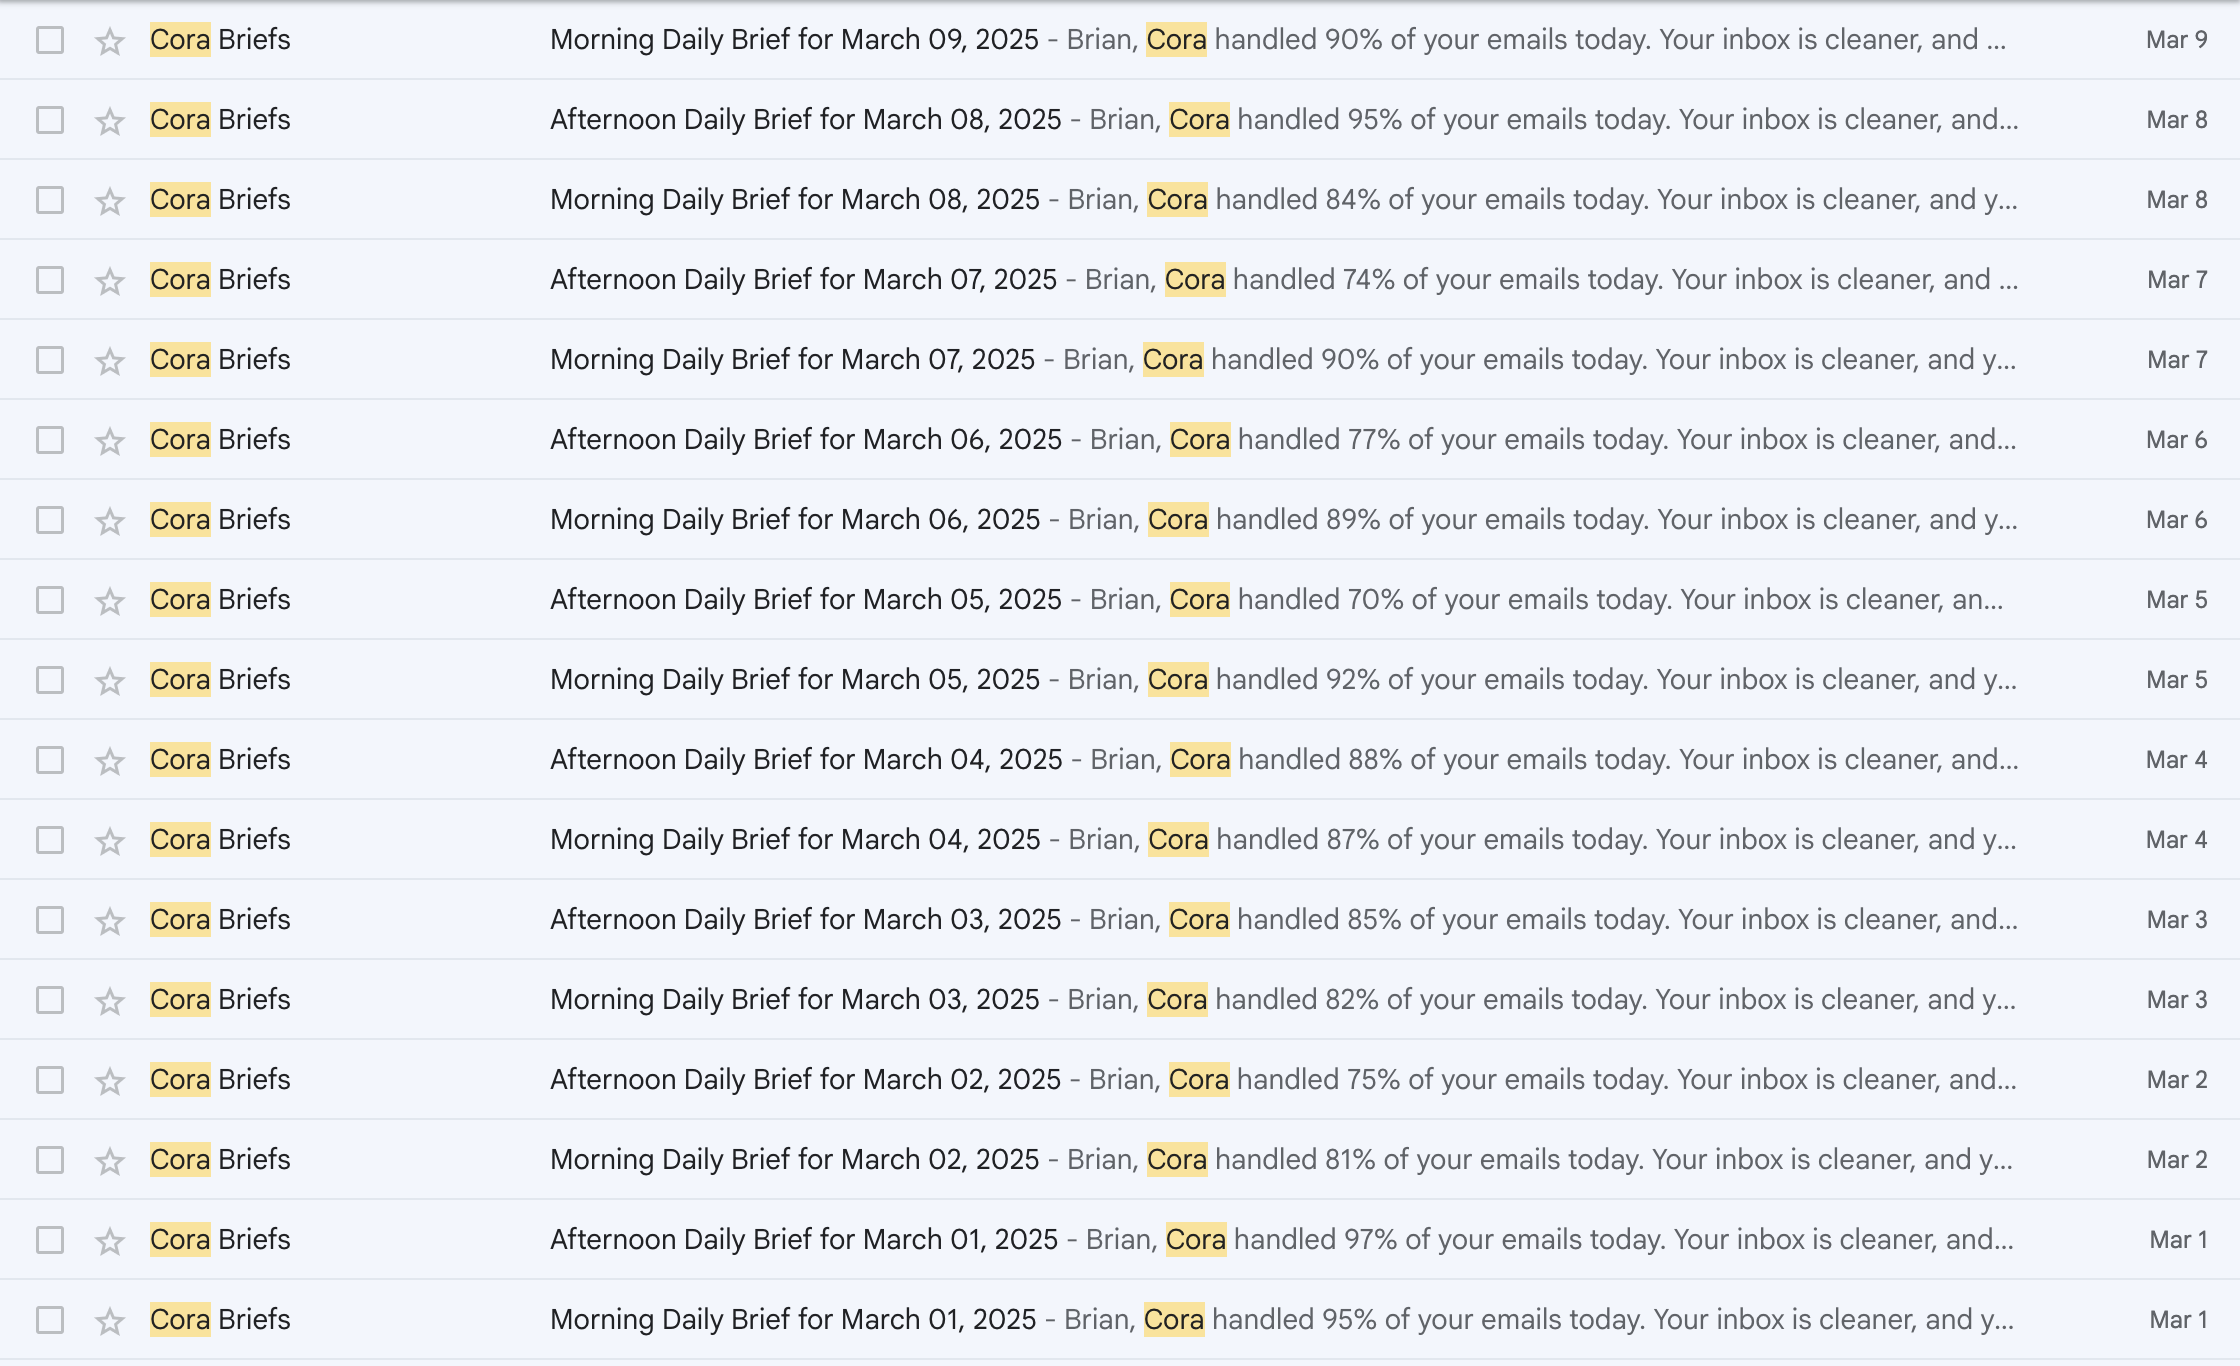 Cora Briefs Morning Daily Brief for March 09, 2025 - Brian, Cora handled 90% of your emails today. Your inbox is cleaner, and ... Mar 9
Cora Briefs Afternoon Daily Brief for March 08, 2025 - Brian, Cora handled 95% of your emails today. Your inbox is cleaner, and... Mar 8
Cora Briefs Morning Daily Brief for March 08, 2025 - Brian, Cora handled 84% of your emails today. Your inbox is cleaner, and y... Mar 8
Cora Briefs Afternoon Daily Brief for March 07, 2025 - Brian, Cora handled 74% of your emails today. Your inbox is cleaner, and ... Mar 7
Cora Briefs Morning Daily Brief for March 07, 2025 - Brian, Cora handled 90% of your emails today. Your inbox is cleaner, and y... Mar 7
Cora Briefs Afternoon Daily Brief for March 06, 2025 - Brian, Cora handled 77% of your emails today. Your inbox is cleaner, and... Mar 6
Cora Briefs Morning Daily Brief for March 06, 2025 - Brian, Cora handled 89% of your emails today. Your inbox is cleaner, and y... Mar 6
Cora Briefs Afternoon Daily Brief for March 05, 2025 - Brian, Cora handled 70% of your emails today. Your inbox is cleaner, an... Mar 5
Cora Briefs Morning Daily Brief for March 05, 2025 - Brian, Cora handled 92% of your emails today. Your inbox is cleaner, and y... Mar 5
Cora Briefs Afternoon Daily Brief for March 04, 2025 - Brian, Cora handled 88% of your emails today. Your inbox is cleaner, and... Mar 4
Cora Briefs Morning Daily Brief for March 04, 2025 - Brian, Cora handled 87% of your emails today. Your inbox is cleaner, and y... Mar 4
Cora Briefs Afternoon Daily Brief for March 03, 2025 - Brian, Cora handled 85% of your emails today. Your inbox is cleaner, and... Mar 3
Cora Briefs Morning Daily Brief for March 03, 2025 - Brian, Cora handled 82% of your emails today. Your inbox is cleaner, and y... Mar 3
Cora Briefs Afternoon Daily Brief for March 02, 2025 - Brian, Cora handled 75% of your emails today. Your inbox is cleaner, and... Mar 2
Cora Briefs Morning Daily Brief for March 02, 2025 - Brian, Cora handled 81% of your emails today. Your inbox is cleaner, and y... Mar 2
Cora Briefs Afternoon Daily Brief for March 01, 2025 - Brian, Cora handled 97% of your emails today. Your inbox is cleaner, and... Mar 1
Cora Briefs Morning Daily Brief for March 01, 2025 - Brian, Cora handled 95% of your emails today. Your inbox is cleaner, and y... Mar 1